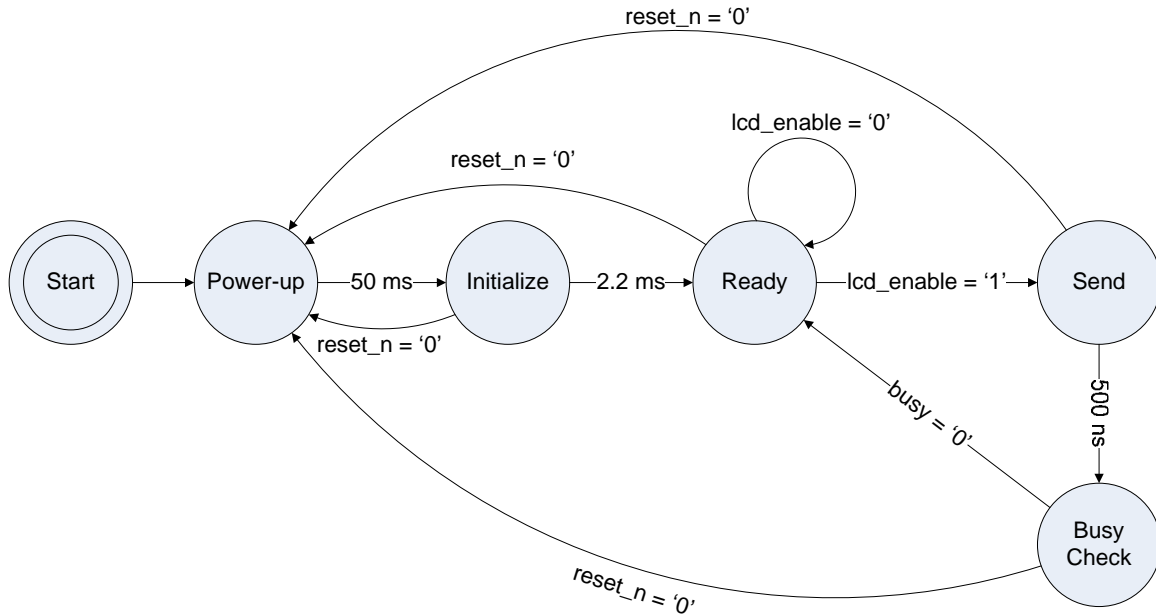 reset_n = ‘0’
lcd_enable = ‘0’
reset_n = ‘0’
Start
Power-up
50 ms
Initialize
2.2 ms
Ready
lcd_enable = ‘1’
Send
reset_n = ‘0’
busy = ‘0’
500 ns
Busy
Check
reset_n = ‘0’